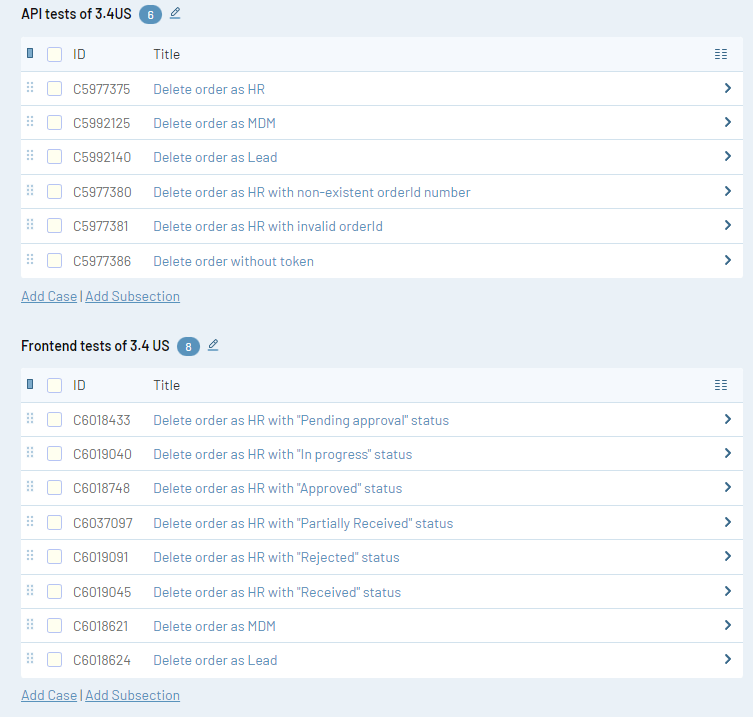 API tests of 3.4US 6
ID Title
C5977375 Delete order as HR
C5992125 Delete order as MDM
C5992140 Delete order as Lead
C5977380 Delete order as HR with non-existent orderId number
C5977381 Delete order as HR with invalid orderId
C5977386 Delete order without token
Add Case | Add Subsection
Frontend tests of 3.4 US 8
ID Title
C6018433 Delete order as HR with "Pending approval" status
C6019040 Delete order as HR with "In progress" status
C6018748 Delete order as HR with "Approved" status
C6037097 Delete order as HR with "Partially Received" status
C6019091 Delete order as HR with "Rejected" status
C6019045 Delete order as HR with "Received" status
C6018621 Delete order as MDM
C6018624 Delete order as Lead
Add Case | Add Subsection